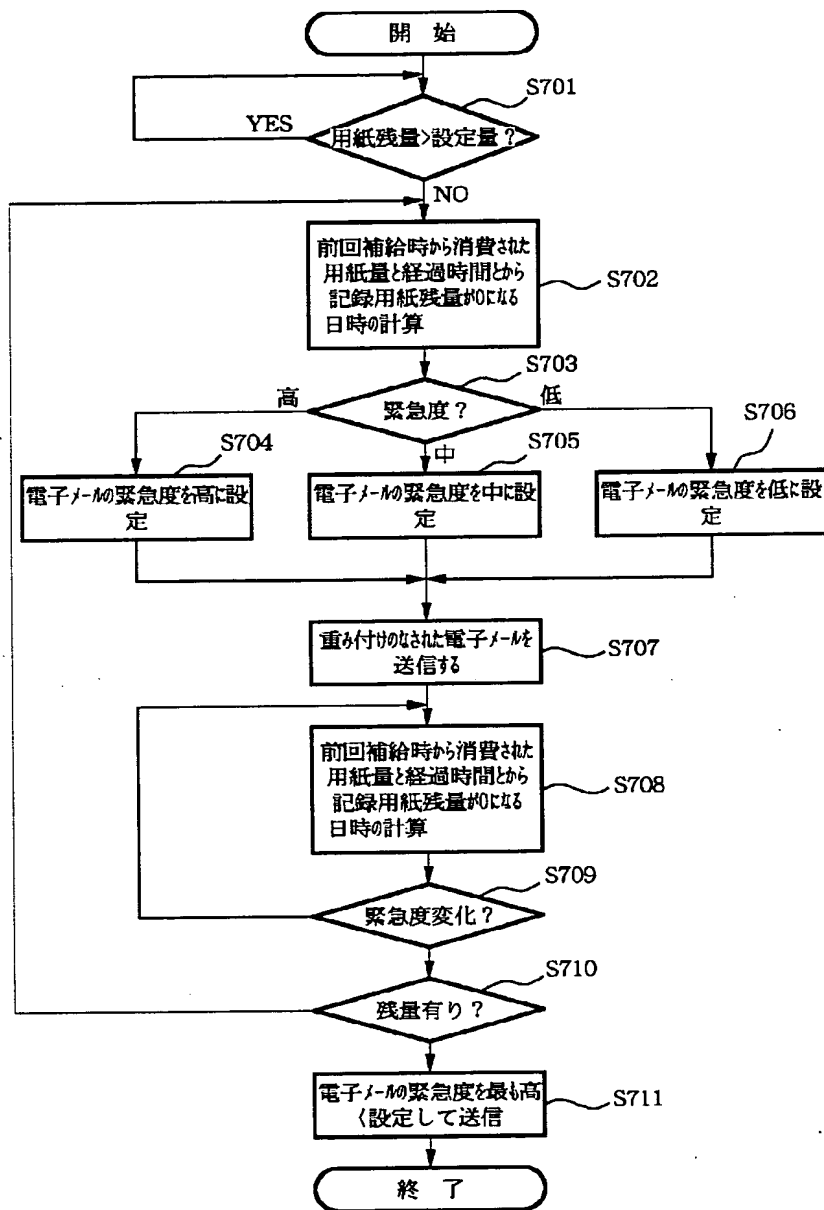 開 始
S701
用紙残量>設定量?
YES
NO
前回補給時から消費された
用紙量と経過時間とから
記録用紙残量が0になる
日時の計算
S702
S703
緊急度?
高
低
中
S704
電子メールの緊急度を高に設
定
S705
電子メールの緊急度を中に設
定
S706
電子メールの緊急度を低に設
定
重み付けのなされた電子メールを
送信する
S707
前回補給時から消費された
用紙量と経過時間とから
記録用紙残量が0になる
日時の計算
S708
S709
緊急度変化?
S710
残量有り?
電子メールの緊急度を最も高
く設定して送信
S711
終 了